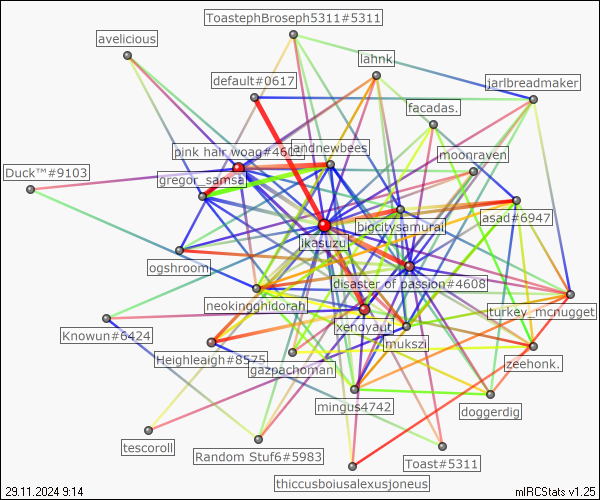 ToastephBroseph5311#5311
avelicious
lahnk
default#0617
jarlbreadmaker
facadas.
pink hair woag#4612
andnewbees
moonraven
Duck™#9103
gregor_samsa
asad#6947
bigcitysamurai
ikasuzu
ogshroom
disaster of passion#4608
neokingghidorah
turkey_mcnugget
xenoyaut
Knowun#6424
mukszi
Heighleaigh#8575
zeehonk.
gazpachoman
mingus4742
doggerdig
tescoroll
Random Stuf6#5983
Toast#5311
thiccusboiusalexusjoneus
29.11.2024 9:14
mIRCStats v1.25